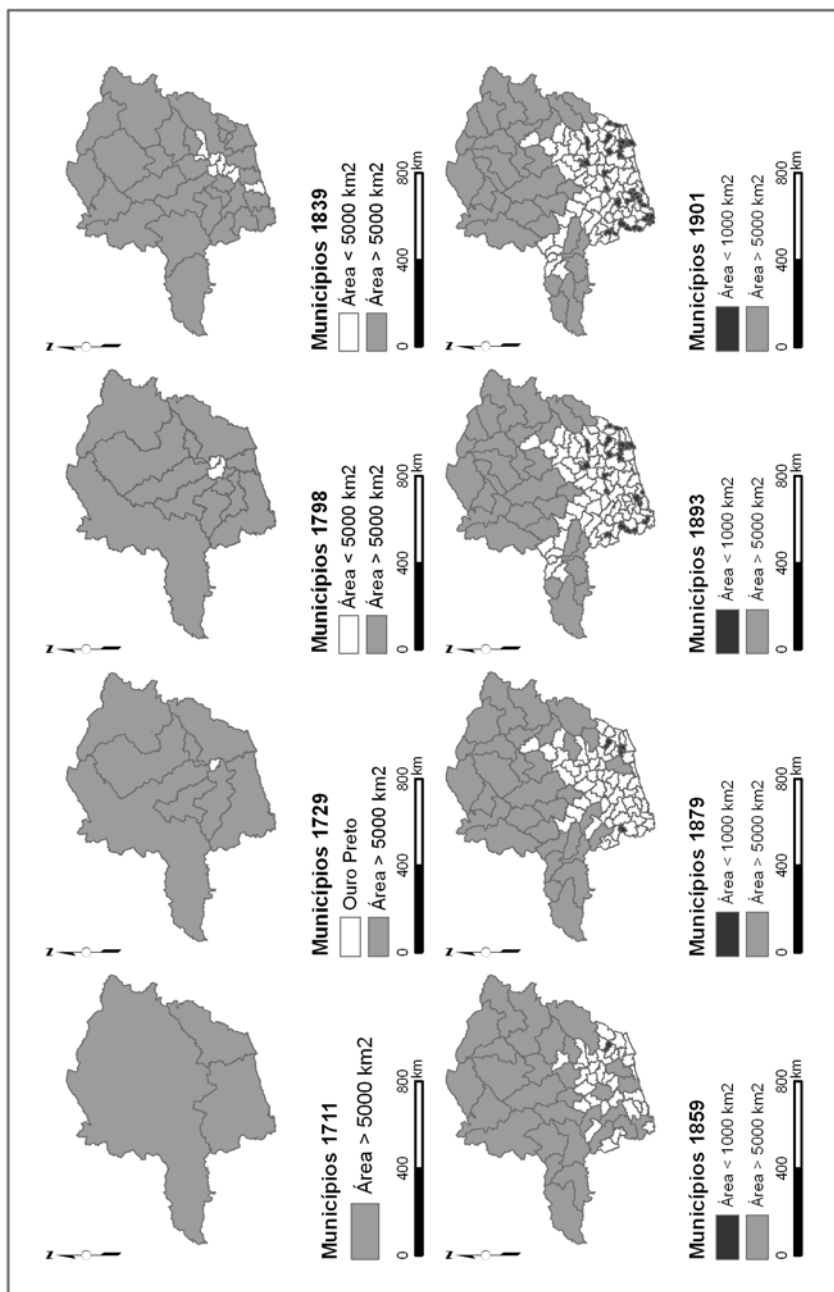 N
Municípios 1711
Área > 5000 km2
0 400 800
km
N
Municípios 1729
Ouro Preto
Área > 5000 km2
0 400 800
km
N
Municípios 1798
Área < 5000 km2
Área > 5000 km2
0 400 800
km
N
Municípios 1839
Área < 5000 km2
Área > 5000 km2
0 400 800
km
N
Municípios 1859
Área < 1000 km2
Área > 5000 km2
0 400 800
km
N
Municípios 1879
Área < 1000 km2
Área > 5000 km2
0 400 800
km
N
Municípios 1893
Área < 1000 km2
Área > 5000 km2
0 400 800
km
N
Municípios 1901
Área < 1000 km2
Área > 5000 km2
0 400 800
km